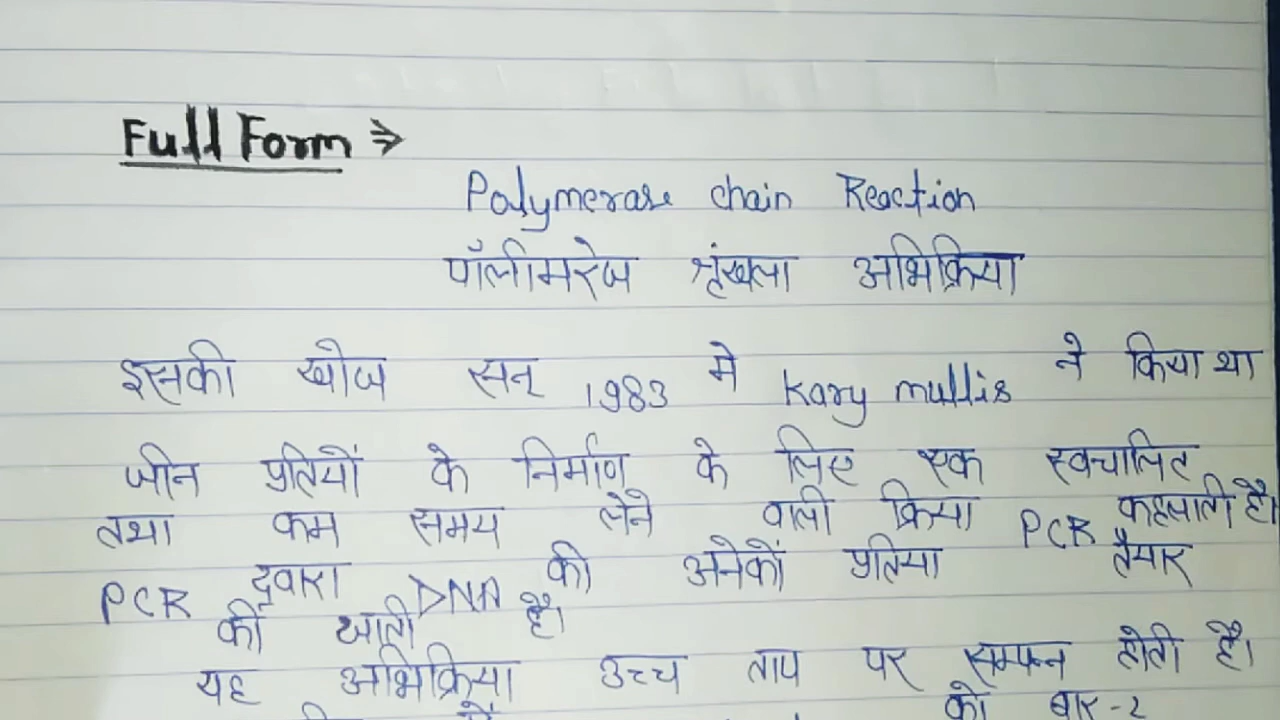 Full Form ⇒
Polymerase chain Reaction
पॉलीमरेज श्रृंखला अभिक्रिया
इसकी खोज सन् 1983 मे Kary mullis ने किया था
जीन प्रतियों के निर्माण के लिए एक स्वचालित
तथा कम समय लेने वाली क्रिया PCR कहलाती है।
PCR द्वारा DNA की अनेकों प्रतिया तैयार
की जाती है।
यह अभिक्रिया उच्च ताप पर सम्पन होती है।
को बार-2